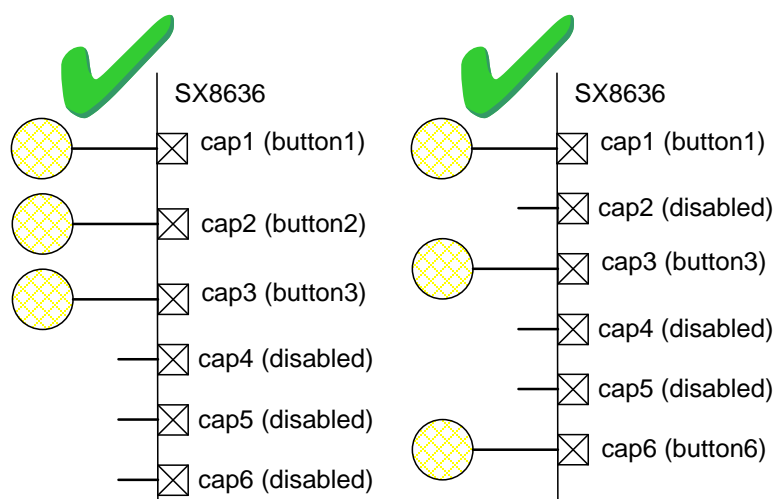 SX8636
cap1 (button1)
cap2 (button2)
cap3 (button3)
cap4 (disabled)
cap5 (disabled)
cap6 (disabled)
SX8636
cap1 (button1)
cap2 (disabled)
cap3 (button3)
cap4 (disabled)
cap5 (disabled)
cap6 (button6)